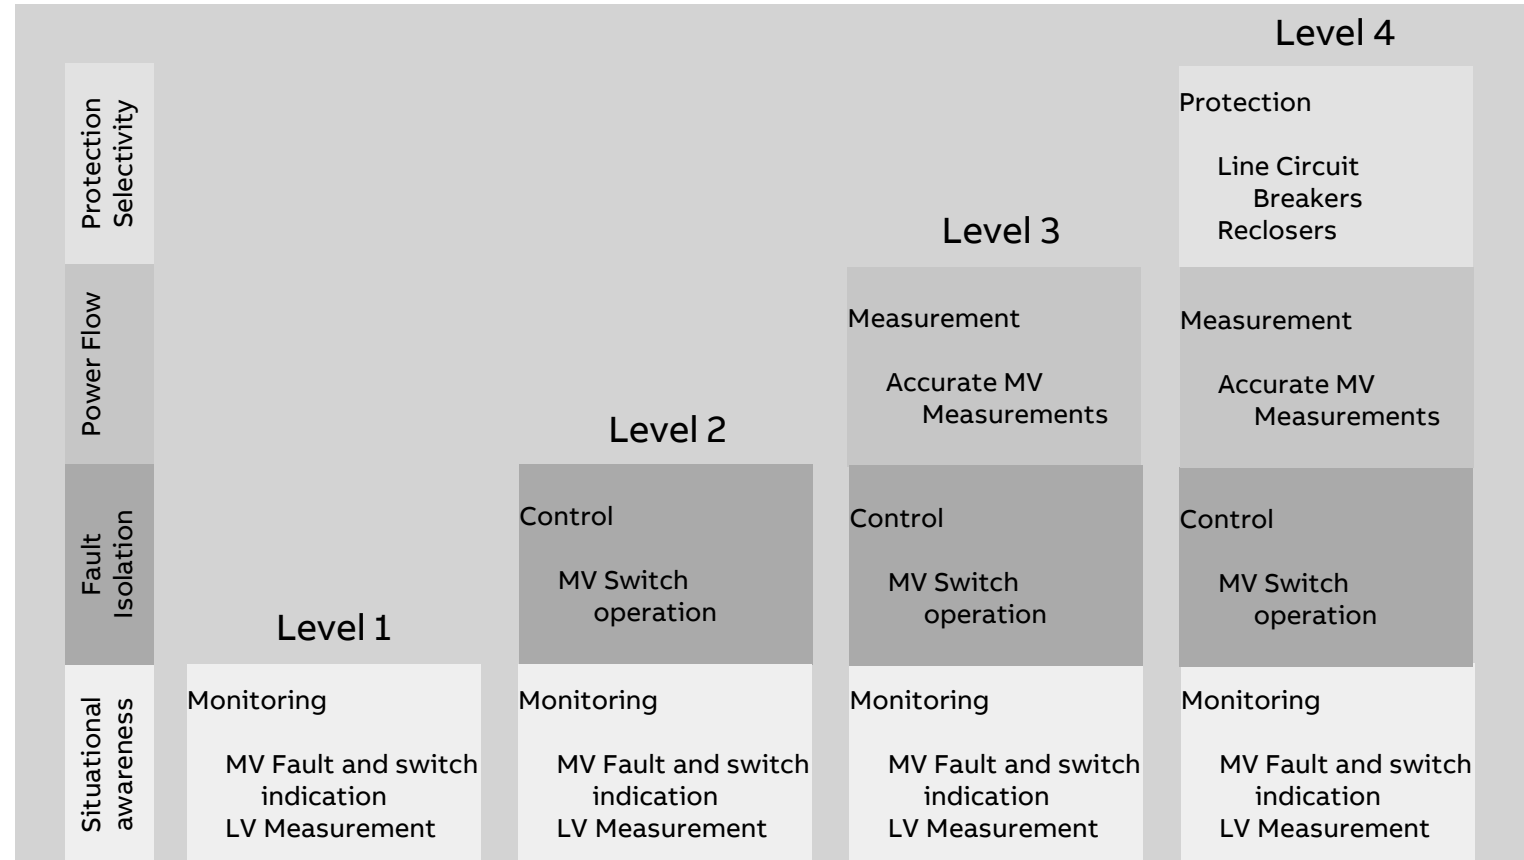 Level 4
Protection
Selectivity
Protection
Line Circuit
Breakers
Reclosers
Level 3
Power Flow
Measurement
Accurate MV
Measurements
Measurement
Accurate MV
Measurements
Level 2
Fault
Isolation
Control
MV Switch
operation
Control
MV Switch
operation
Control
MV Switch
operation
Level 1
Situational
awareness
Monitoring
MV Fault and switch
indication
LV Measurement
Monitoring
MV Fault and switch
indication
LV Measurement
Monitoring
MV Fault and switch
indication
LV Measurement
Monitoring
MV Fault and switch
indication
LV Measurement